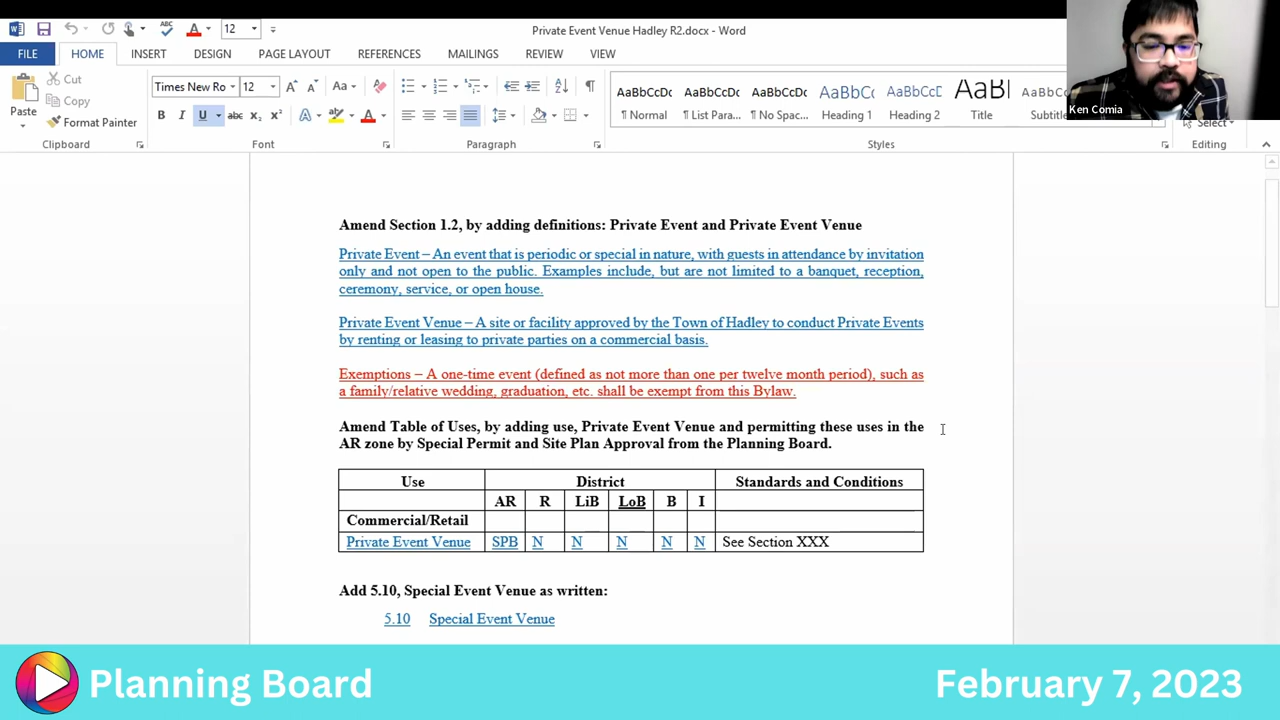 12
Private Event Venue Hadley R2.docx - Word
FILE HOME INSERT DESIGN PAGE LAYOUT REFERENCES MAILINGS REVIEW VIEW
Cut
Copy
Format Painter
Paste
Clipboard
Times New Ro 12
Font
Paragraph
AaBbCcDc AaBbCcDc AaBbCcDc AaBbCc AaBbCcD AaBl
¶ Normal ¶ List Para... ¶ No Spac... Heading 1 Heading 2 Title
Styles
Select
Editing
Ken Comia
Amend Section 1.2, by adding definitions: Private Event and Private Event Venue
Private Event – An event that is periodic or special in nature, with guests in attendance by invitation
only and not open to the public. Examples include, but are not limited to a banquet, reception,
ceremony, service, or open house.
Private Event Venue – A site or facility approved by the Town of Hadley to conduct Private Events
by renting or leasing to private parties on a commercial basis.
Exemptions – A one-time event (defined as not more than one per twelve month period), such as
a family/relative wedding, graduation, etc. shall be exempt from this Bylaw.
Amend Table of Uses, by adding use, Private Event Venue and permitting these uses in the
AR zone by Special Permit and Site Plan Approval from the Planning Board.
Use District Standards and Conditions
AR R LiB LoB B I
Commercial/Retail
Private Event Venue SPB N N N N N See Section XXX
Add 5.10, Special Event Venue as written:
5.10 Special Event Venue
Planning Board
February 7, 2023